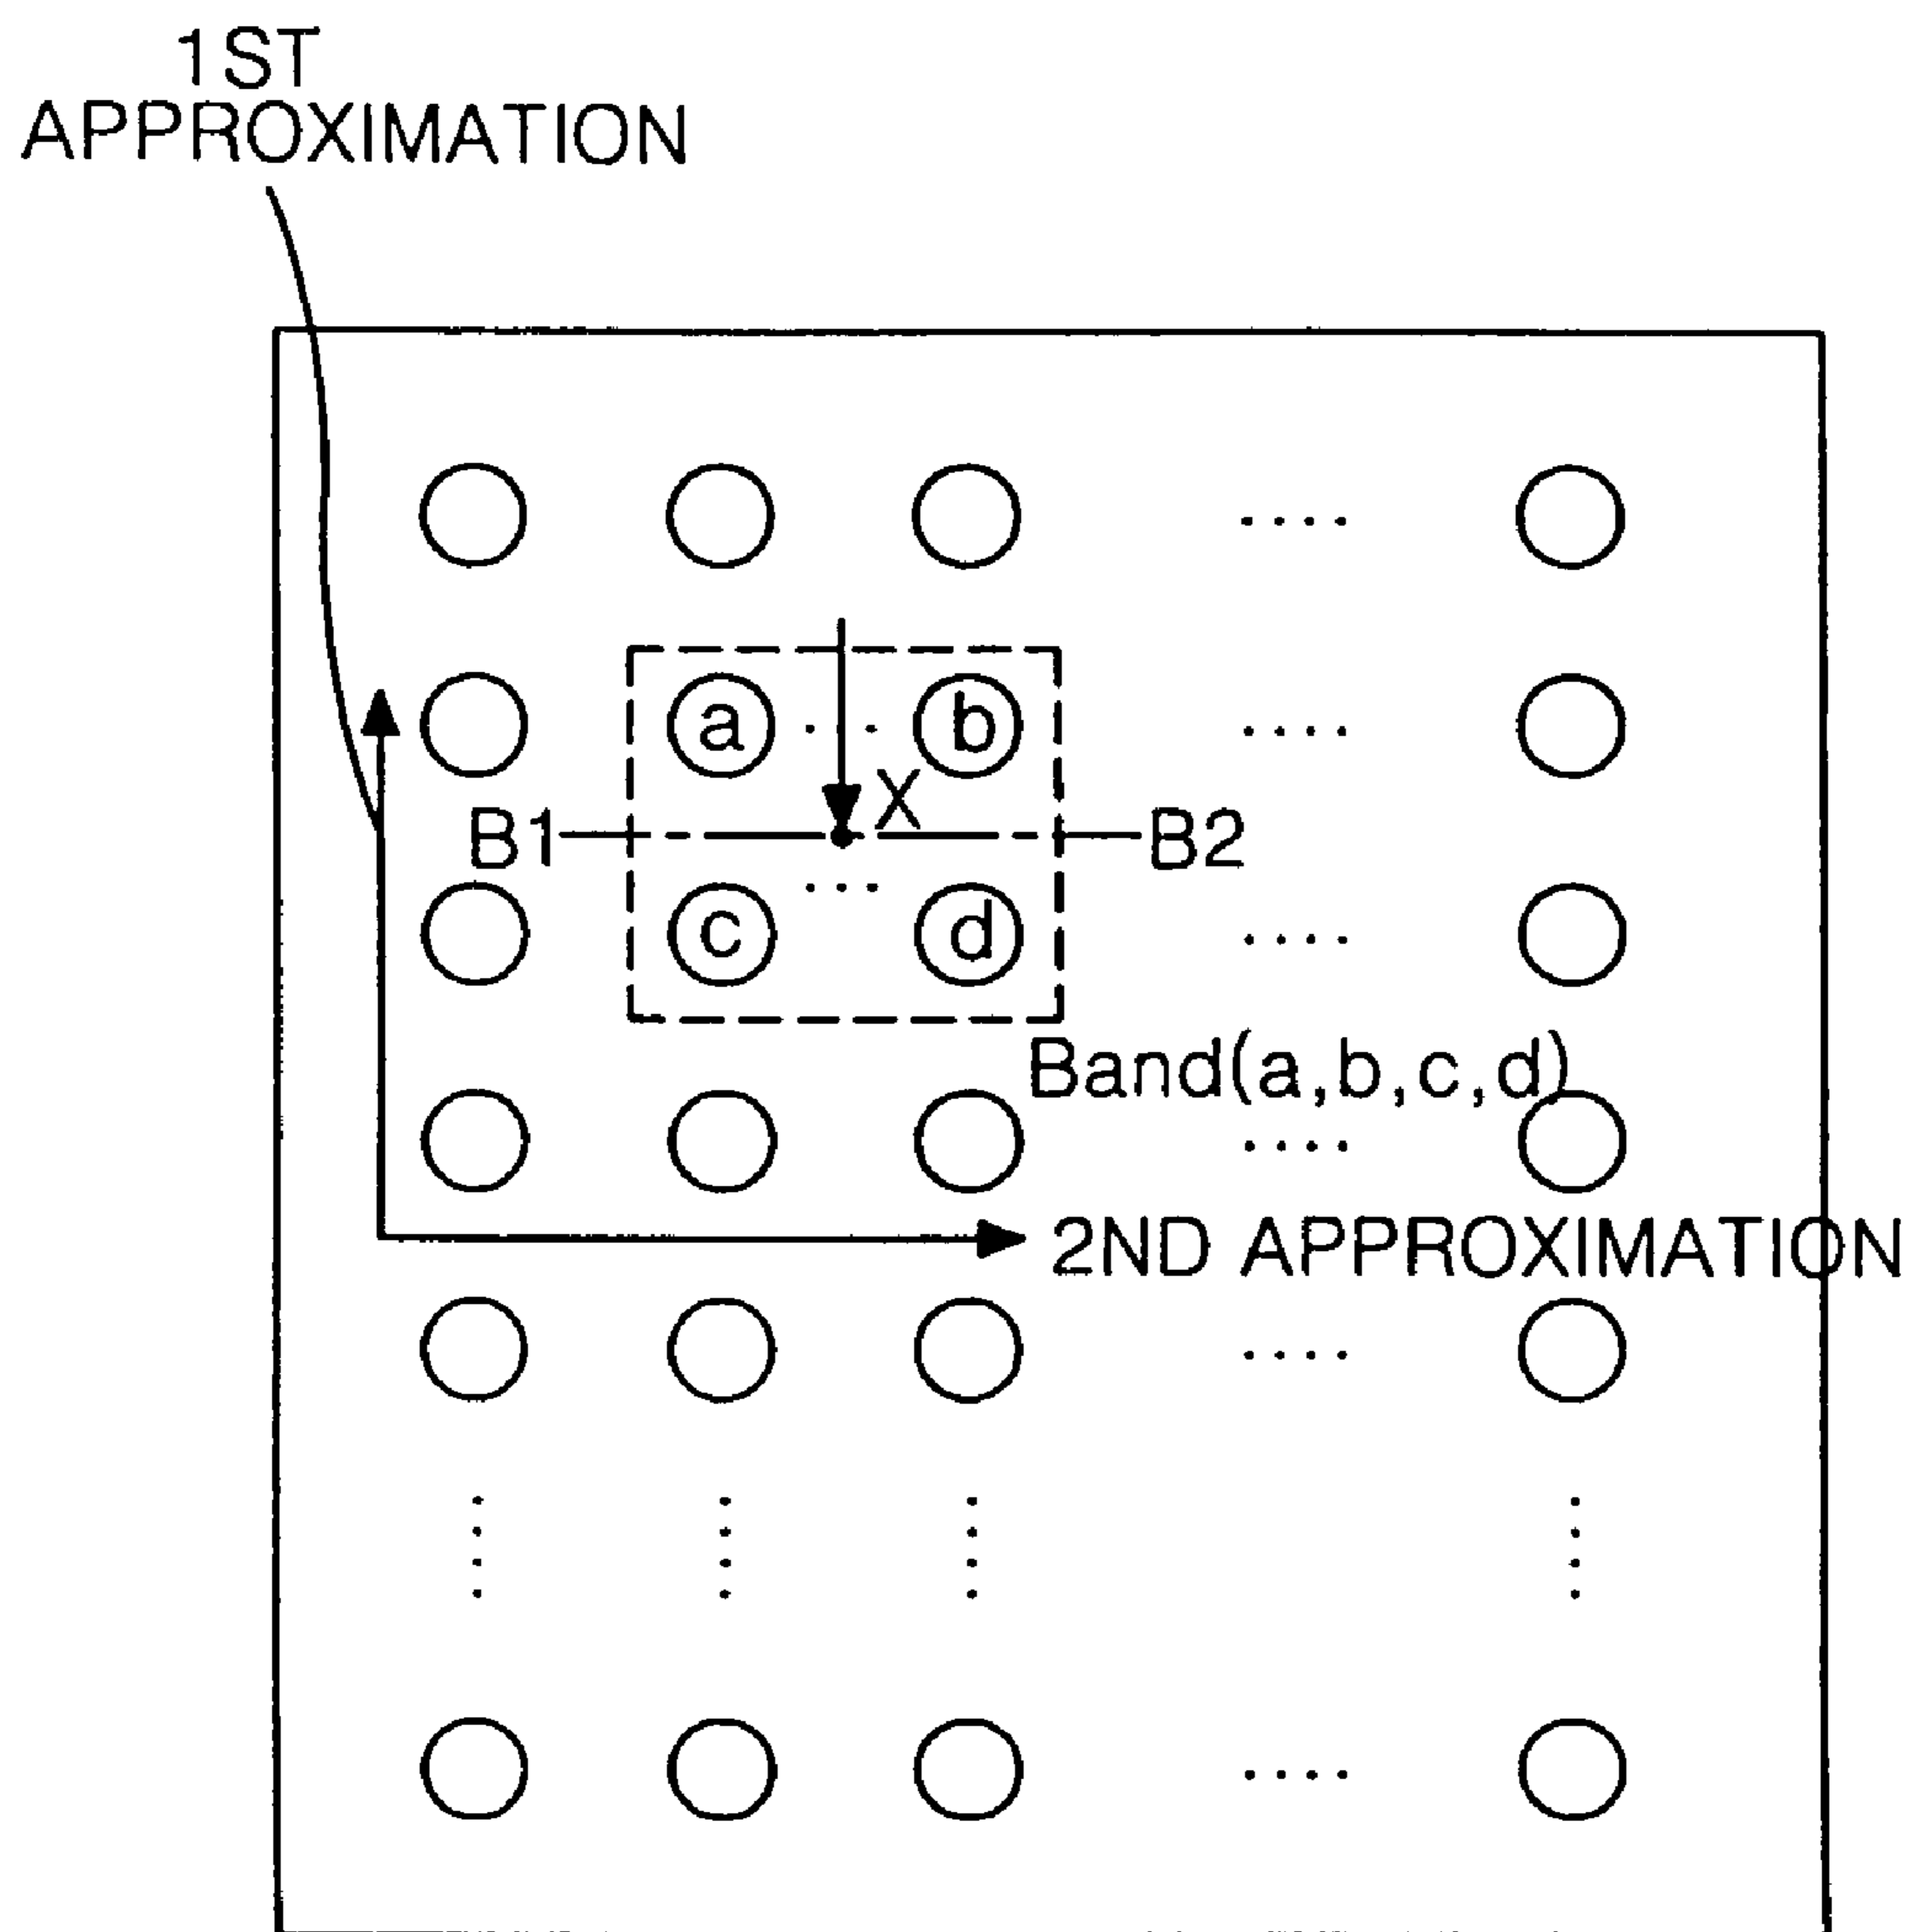 1ST
APPROXIMATION
a b
X
B1 B2
c d
Band(a,b,c,d)
2ND APPROXIMATION